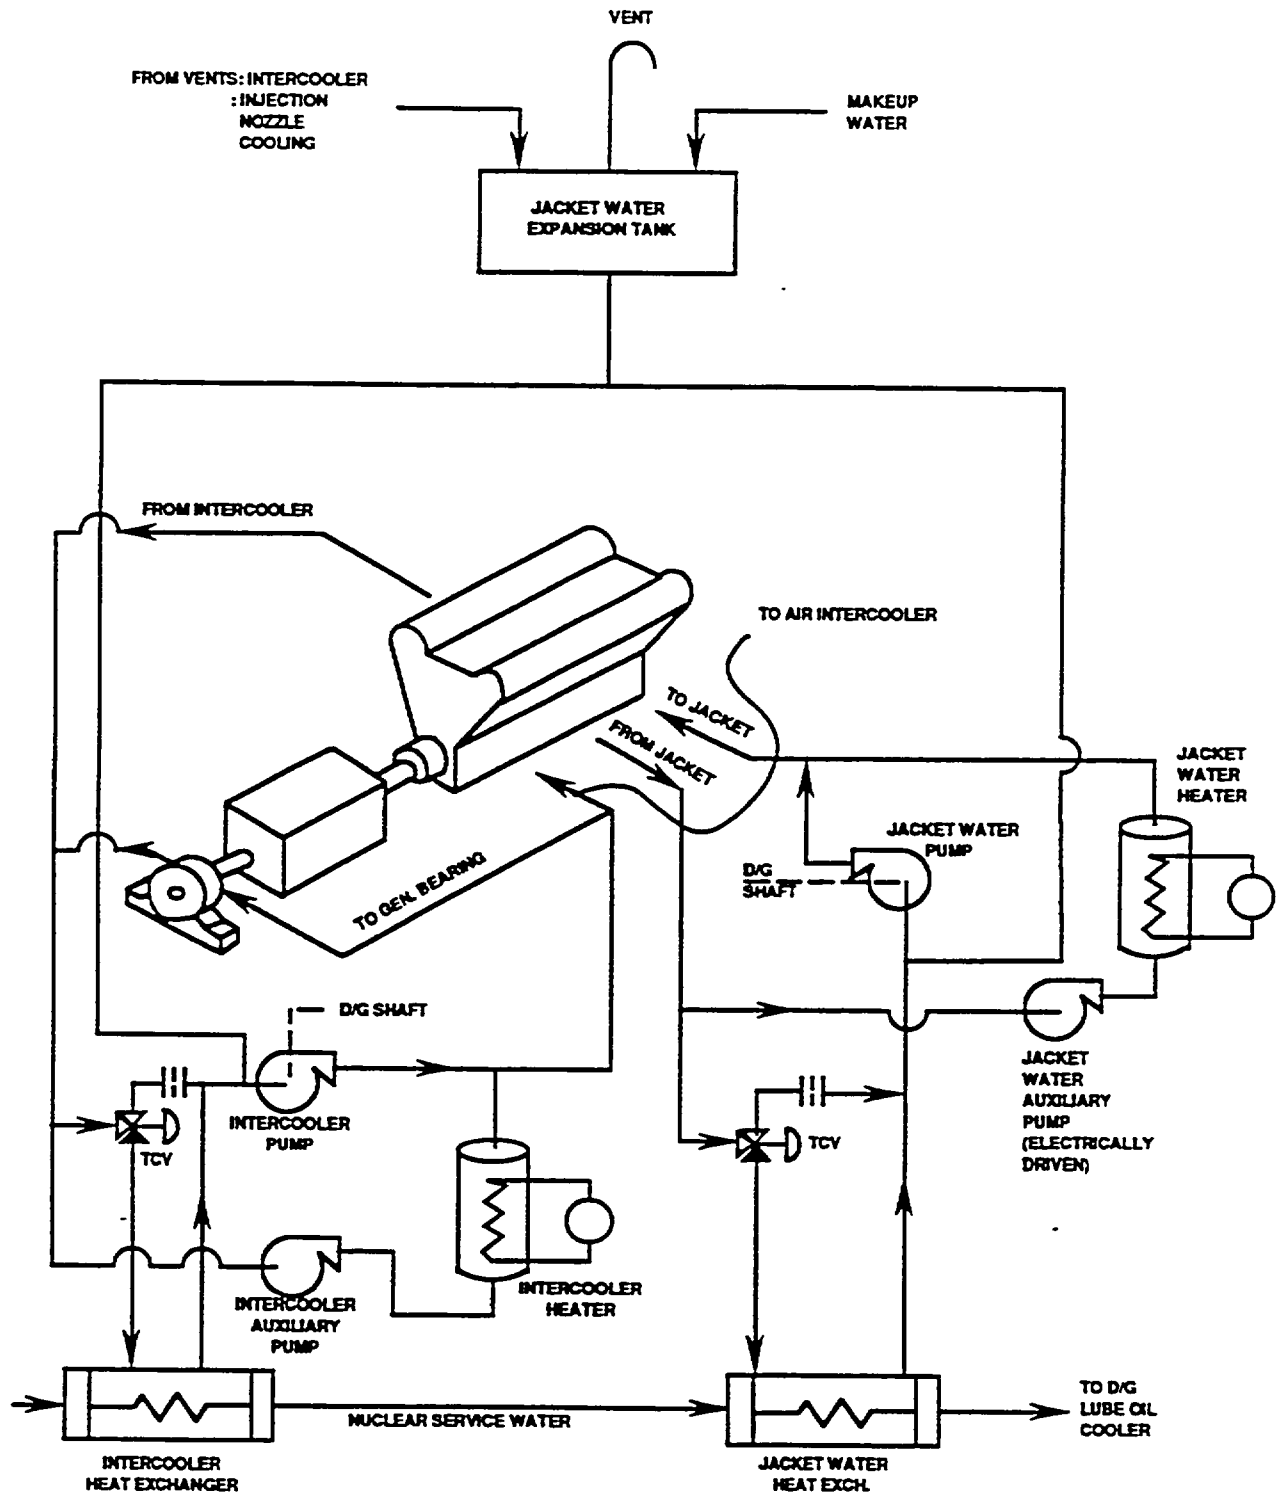 VENT
FROM VENTS: INTERCOOLER
: INJECTION
NOZZLE
COOLING
MAKEUP
WATER
JACKET WATER
EXPANSION TANK
FROM INTERCOOLER
TO AIR INTERCOOLER
TO JACKET
FROM JACKET
JACKET
WATER
HEATER
JACKET WATER
PUMP
D/G
SHAFT
TO GEN. BEARING
D/G SHAFT
INTERCOOLER
PUMP
TCV
JACKET
WATER
AUXILIARY
PUMP
(ELECTRICALLY
DRIVEN)
TCV
INTERCOOLER
HEATER
INTERCOOLER
AUXILIARY
PUMP
NUCLEAR SERVICE WATER
TO D/G
LUBE OIL
COOLER
INTERCOOLER
HEAT EXCHANGER
JACKET WATER
HEAT EXCH.